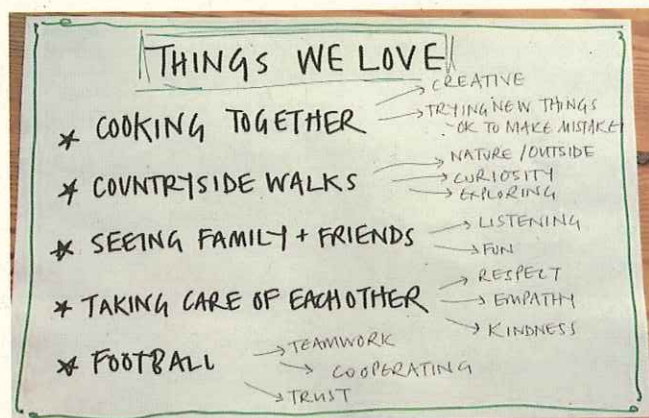 THINGS WE LOVE
* COOKING TOGETHER
→ CREATIVE
→ TRYING NEW THINGS
- OK TO MAKE MISTAKE
* COUNTRYSIDE WALKS
→ NATURE / OUTSIDE
→ CURIOSITY
→ EXPLORING
* SEEING FAMILY + FRIENDS
→ LISTENING
→ FUN
* TAKING CARE OF EACHOTHER
→ RESPECT
→ EMPATHY
→ KINDNESS
* FOOTBALL
→ TEAMWORK
→ COOPERATING
→ TRUST